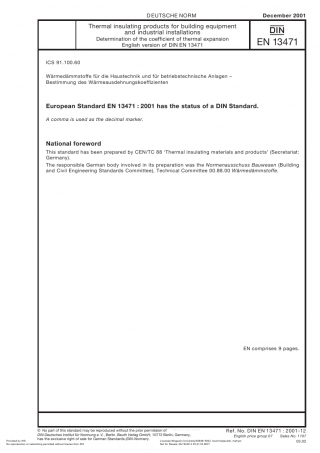 DEUTSCHE NORM
December 2001
Thermal insulating products for building equipment
and industrial installations
Determination of the coefficient of thermal expansion
English version of DIN EN 13471
DIN
EN 13471
ICS 91.100.60
Wärmedämmstoffe für die Haustechnik und für betriebstechnische Anlagen –
Bestimmung des Wärmeausdehnungskoeffizienten
European Standard EN 13471 : 2001 has the status of a DIN Standard.
A comma is used as the decimal marker.
National foreword
This standard has been prepared by CEN/TC 88 'Thermal insulating materials and products' (Secretariat:
Germany).
The responsible German body involved in its preparation was the Normenausschuss Bauwesen (Building
and Civil Engineering Standards Committee), Technical Committee 00.88.00 Wärmedämmstoffe.
EN comprises 9 pages.
© No part of this standard may be reproduced without the prior permission of
DIN Deutsches Institut für Normung e. V., Berlin. Beuth Verlag GmbH, 10772 Berlin, Germany,
has the exclusive right of sale for German Standards (DIN-Normen).
Ref. No. DIN EN 13471 : 2001-12
English price group 07 Sales No. 1107
05.02